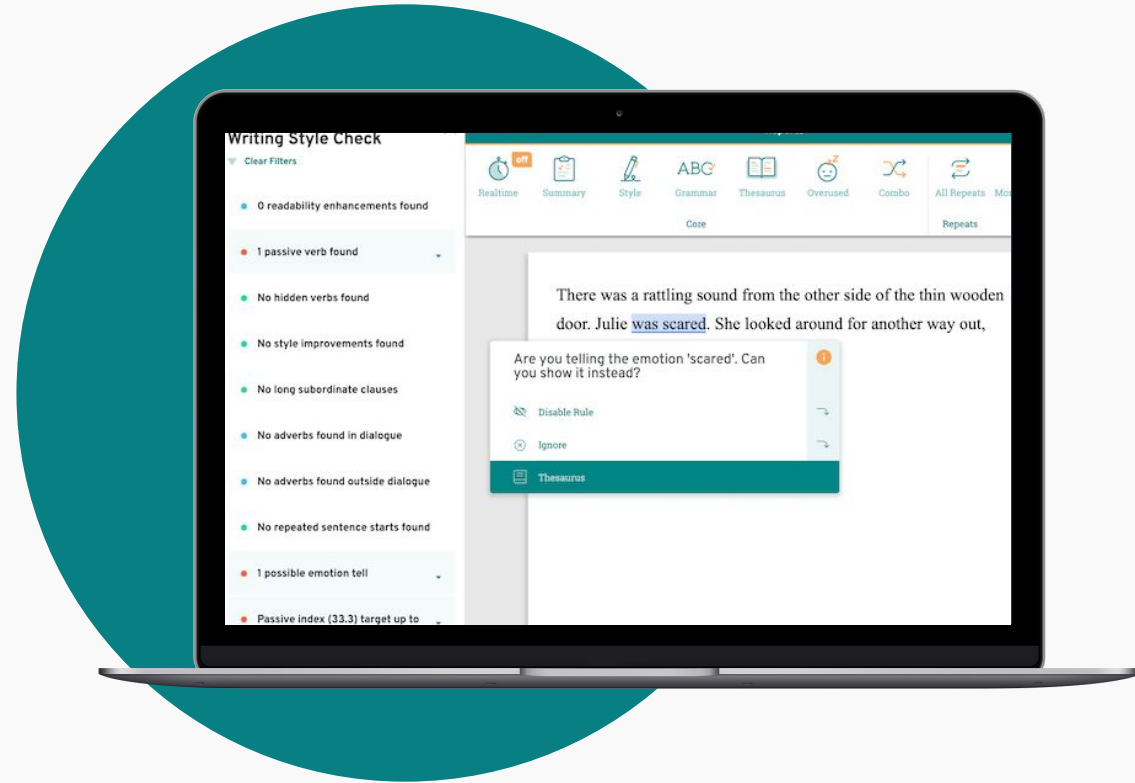 Writing Style Check
Clear Filters
0 readability enhancements found
1 passive verb found
No hidden verbs found
No style improvements found
No long subordinate clauses
No adverbs found in dialogue
No adverbs found outside dialogue
No repeated sentence starts found
1 possible emotion tell
Passive index (33.3) target up to
off
Realtime
Summary
Style
ABC
Grammar
Thesaurus
Overused
Combo
All Repeats
Core
Repeats
There was a rattling sound from the other side of the thin wooden
door. Julie was scared. She looked around for another way out,
Are you telling the emotion 'scared'. Can
you show it instead?
Disable Rule
Ignore
Thesaurus